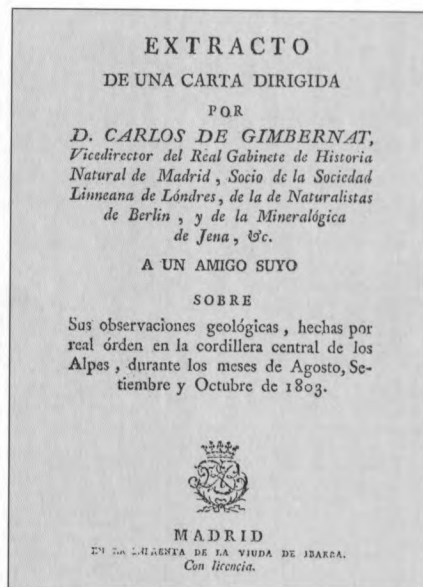 EXTRACTO
DE UNA CARTA DIRIGIDA
POR
D. CARLOS DE GIMBERNAT,
Vicedirector del Real Gabinete de Historia
Natural de Madrid, Socio de la Sociedad
Linneana de Lóndres, de la de Naturalistas
de Berlin, y de la Mineralógica
de Jena, &c.
A UN AMIGO SUYO
SOBRE
Sus observaciones geológicas, hechas por
real órden en la cordillera central de los
Alpes, durante los meses de Agosto, Se-
tiembre y Octubre de 1803.
MADRID
EN LA IMPRENTA DE LA VIUDA DE IBARRA.
Con licencia.